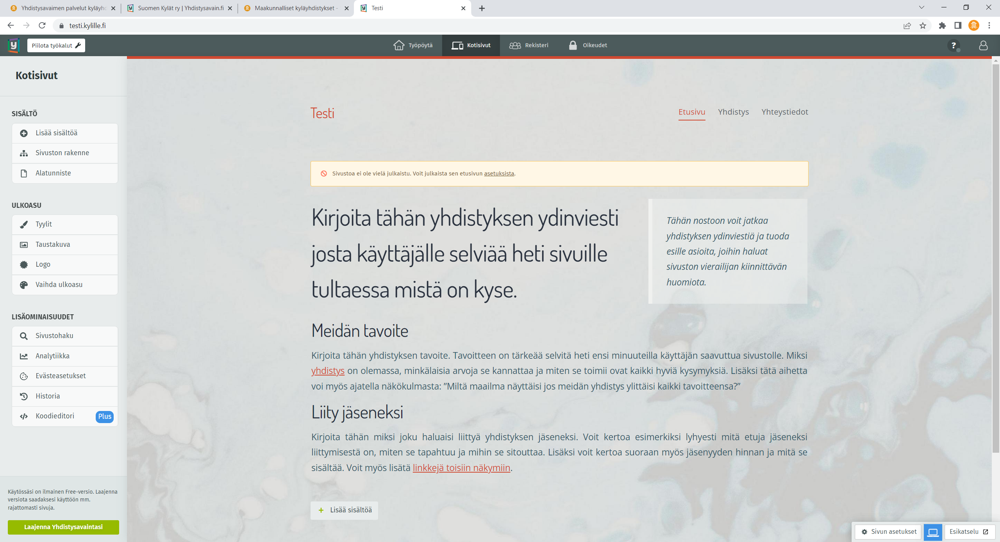 Yhdistysavaimen palvelut kyläyhd
Suomen Kylät ry | Yhdistysavain.fi
Maakunnalliset kyläyhdistykset -
Testi
testi.kylille.fi
y
Piilota työkalut
Työpöytä
Kotisivut
Rekisteri
Oikeudet
?
Kotisivut
SISÄLTÖ
Lisää sisältöä
Sivuston rakenne
Alatunniste
ULKOASU
Tyylit
Taustakuva
Logo
Vaihda ulkoasu
LISÄOMINAISUUDET
Sivustohaku
Analytiikka
Evästeasetukset
Historia
Koodieditori Plus
Käytössäsi on ilmainen Free-versio. Laajenna
versiota saadaksesi käyttöön mm.
rajattomasti sivuja.
Laajenna Yhdistysavaintasi
Testi
Etusivu Yhdistys Yhteystiedot
Sivustoa ei ole vielä julkaistu. Voit julkaista sen etusivun asetuksista.
Kirjoita tähän yhdistyksen ydinviesti
josta käyttäjälle selviää heti sivuille
tultaessa mistä on kyse.
Tähän nostoon voit jatkaa
yhdistyksen ydinviestiä ja tuoda
esille asioita, joihin haluat
sivuston vierailijan kiinnittävän
huomiota.
Meidän tavoite
Kirjoita tähän yhdistyksen tavoite. Tavoitteen on tärkeää selvitä heti ensi minuuteilla käyttäjän saavuttua sivustolle. Miksi
yhdistys on olemassa, minkälaisia arvoja se kannattaa ja miten se toimii ovat kaikki hyviä kysymyksiä. Lisäksi tätä aihetta
voi myös ajatella näkökulmasta: ”Miltä maailma näyttäisi jos meidän yhdistys ylittäisi kaikki tavoitteensa?”
Liity jäseneksi
Kirjoita tähän miksi joku haluaisi liittyä yhdistyksen jäseneksi. Voit kertoa esimerkiksi lyhyesti mitä etuja jäseneksi
liittymisestä on, miten se tapahtuu ja mihin se sitouttaa. Lisäksi voit kertoa suoraan myös jäsenyyden hinnan ja mitä se
sisältää. Voit myös lisätä linkkejä toisiin näkymiin.
Lisää sisältöä
Sivun asetukset
Esikatselu